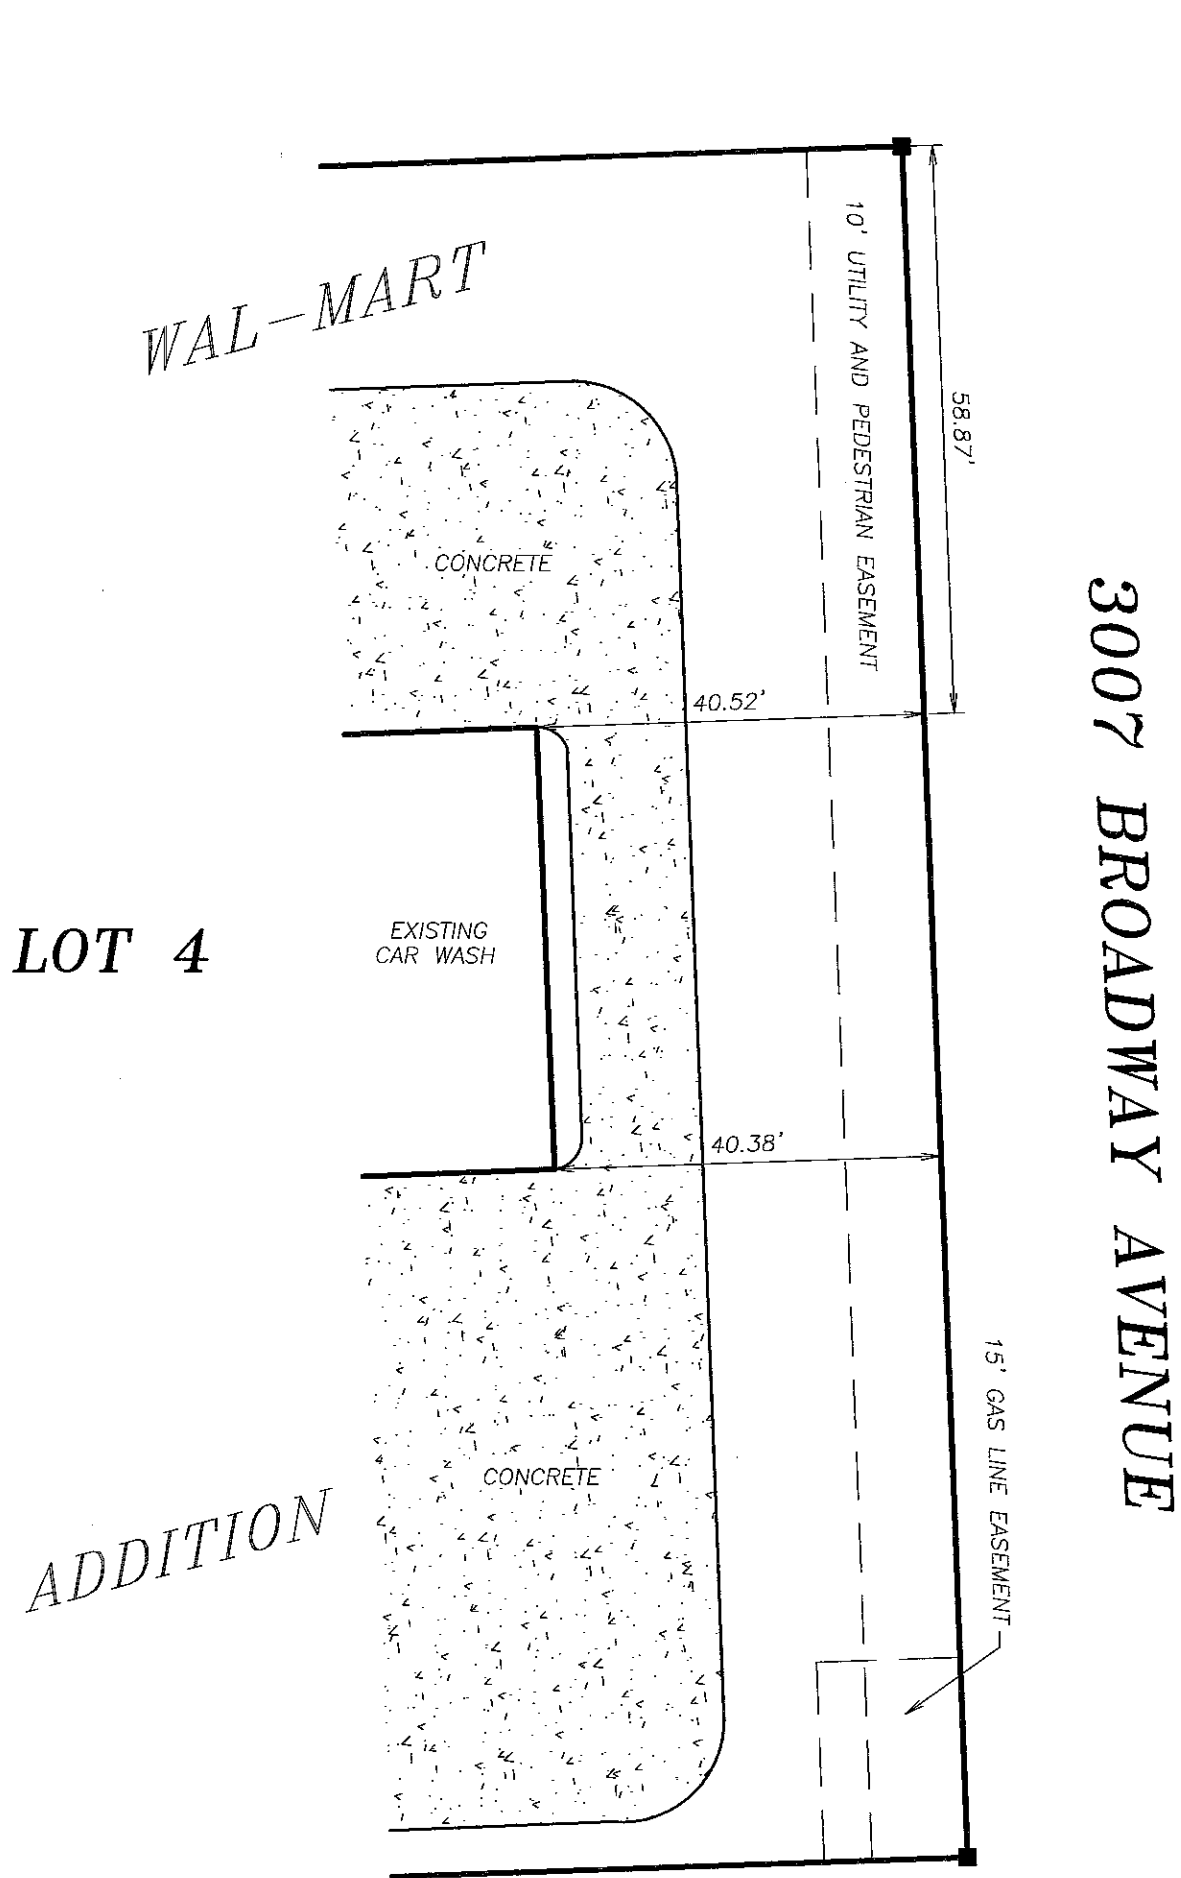 WAL-MART
10' UTILITY AND PEDESTRIAN EASEMENT
58.87'
CONCRETE
40.52'
3007 BROADWAY AVENUE
EXISTING
CAR WASH
LOT 4
40.38'
15' GAS LINE EASEMENT
CONCRETE
ADDITION